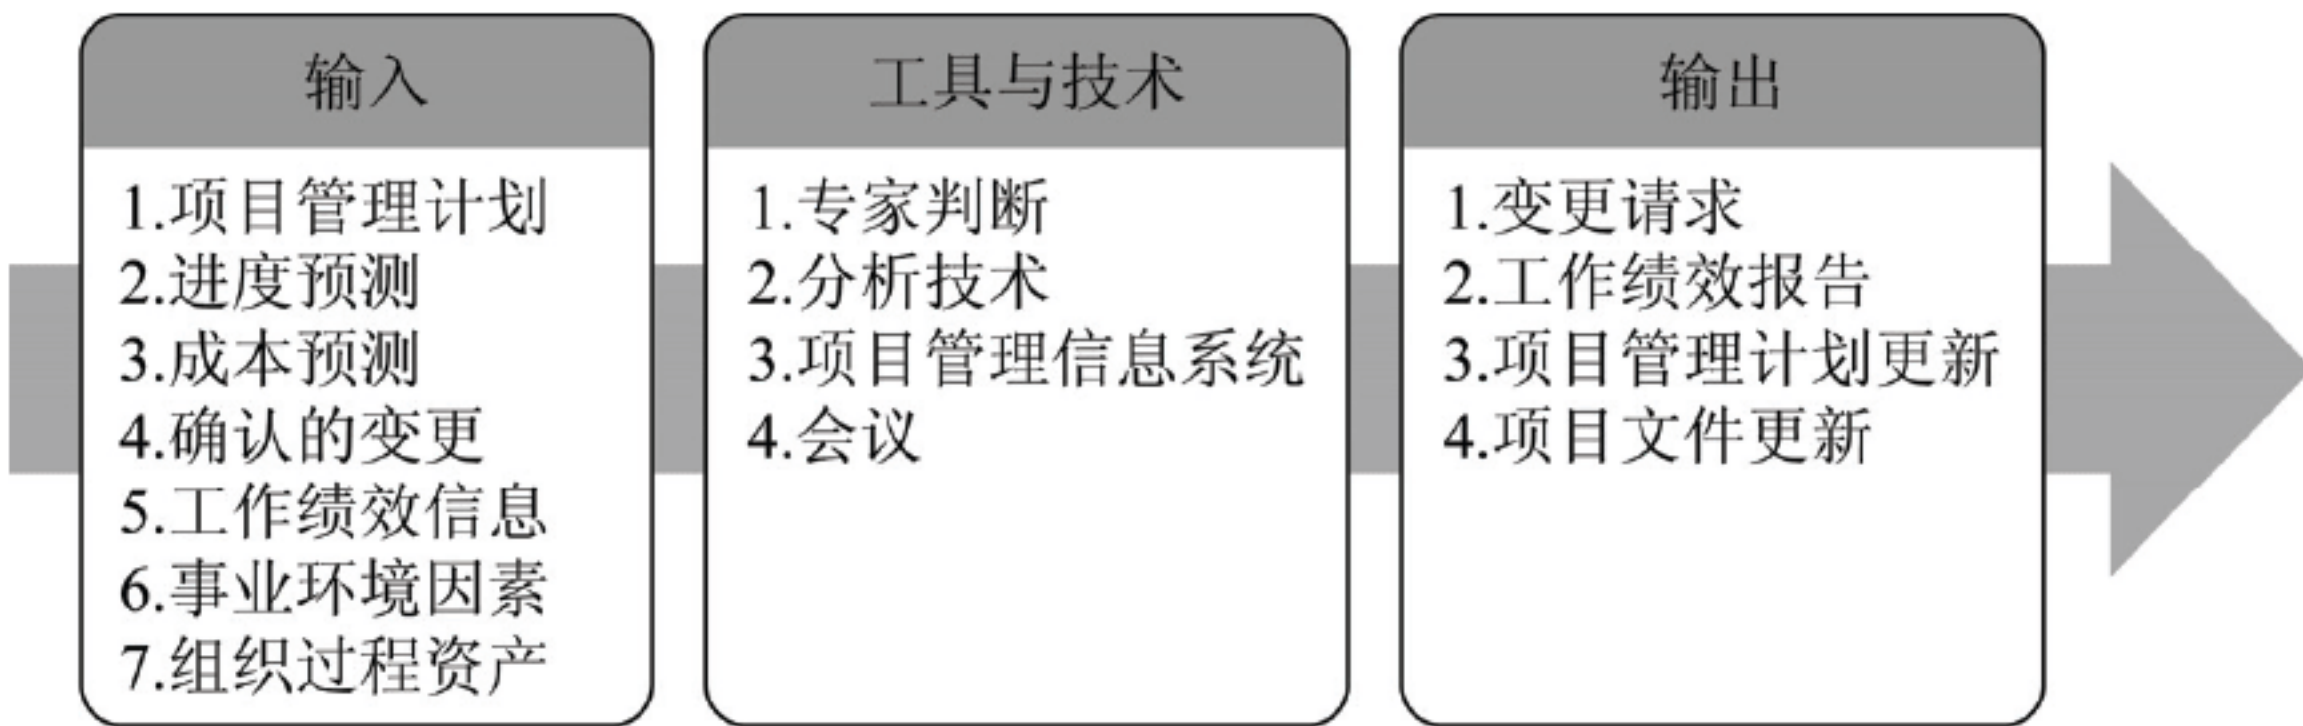 输入
1.项目管理计划
2.进度预测
3.成本预测
4.确认的变更
5.工作绩效信息
6.事业环境因素
7.组织过程资产
工具与技术
1.专家判断
2.分析技术
3.项目管理信息系统
4.会议
输出
1.变更请求
2.工作绩效报告
3.项目管理计划更新
4.项目文件更新